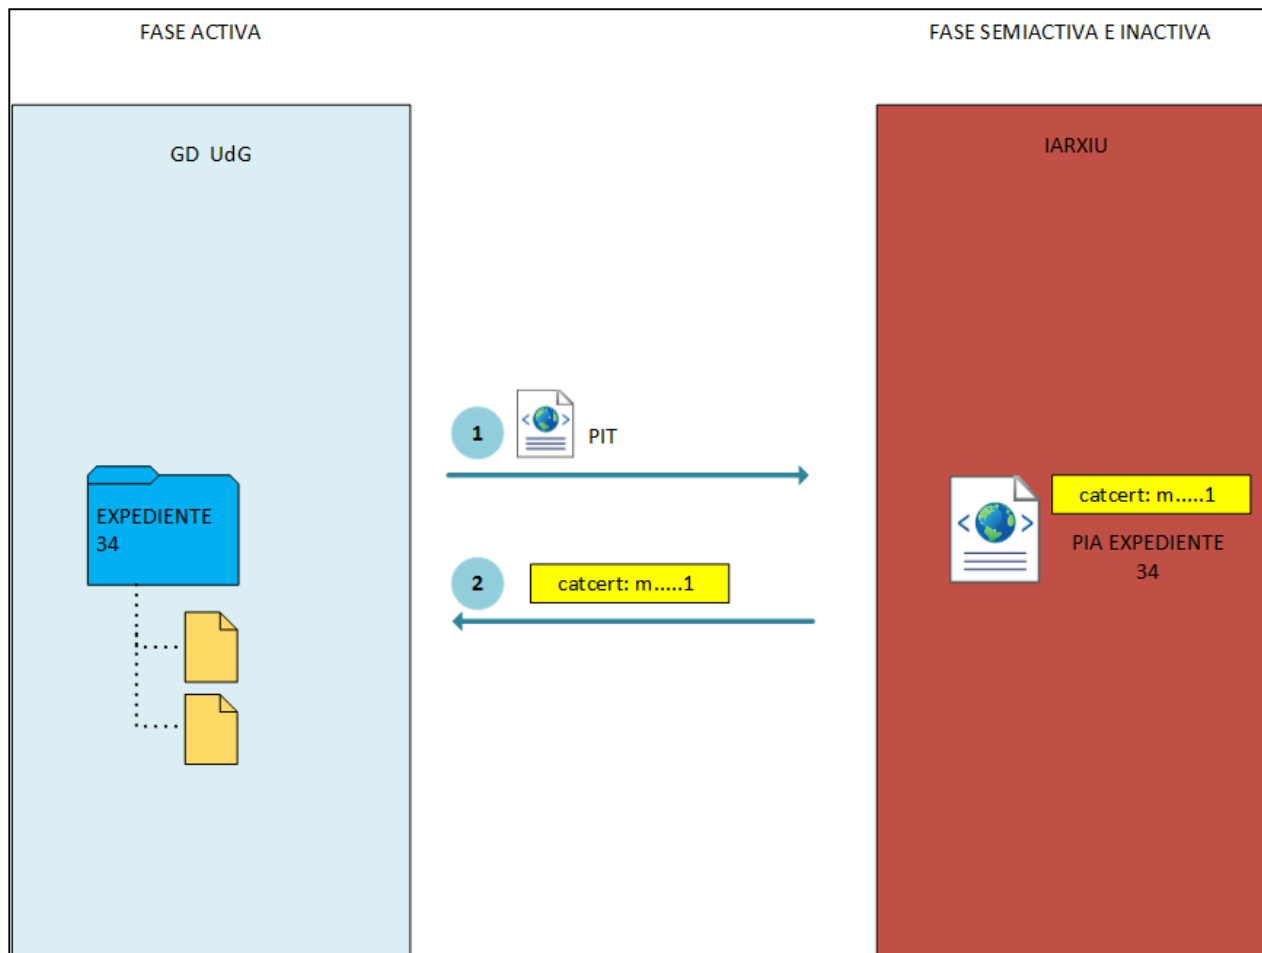 FASE ACTIVA
FASE SEMIACTIVA E INACTIVA
GD UdG
IARXIU
1
PIT
EXPEDIENTE
34
catcert: m.....1
PIA EXPEDIENTE
34
2
catcert: m.....1